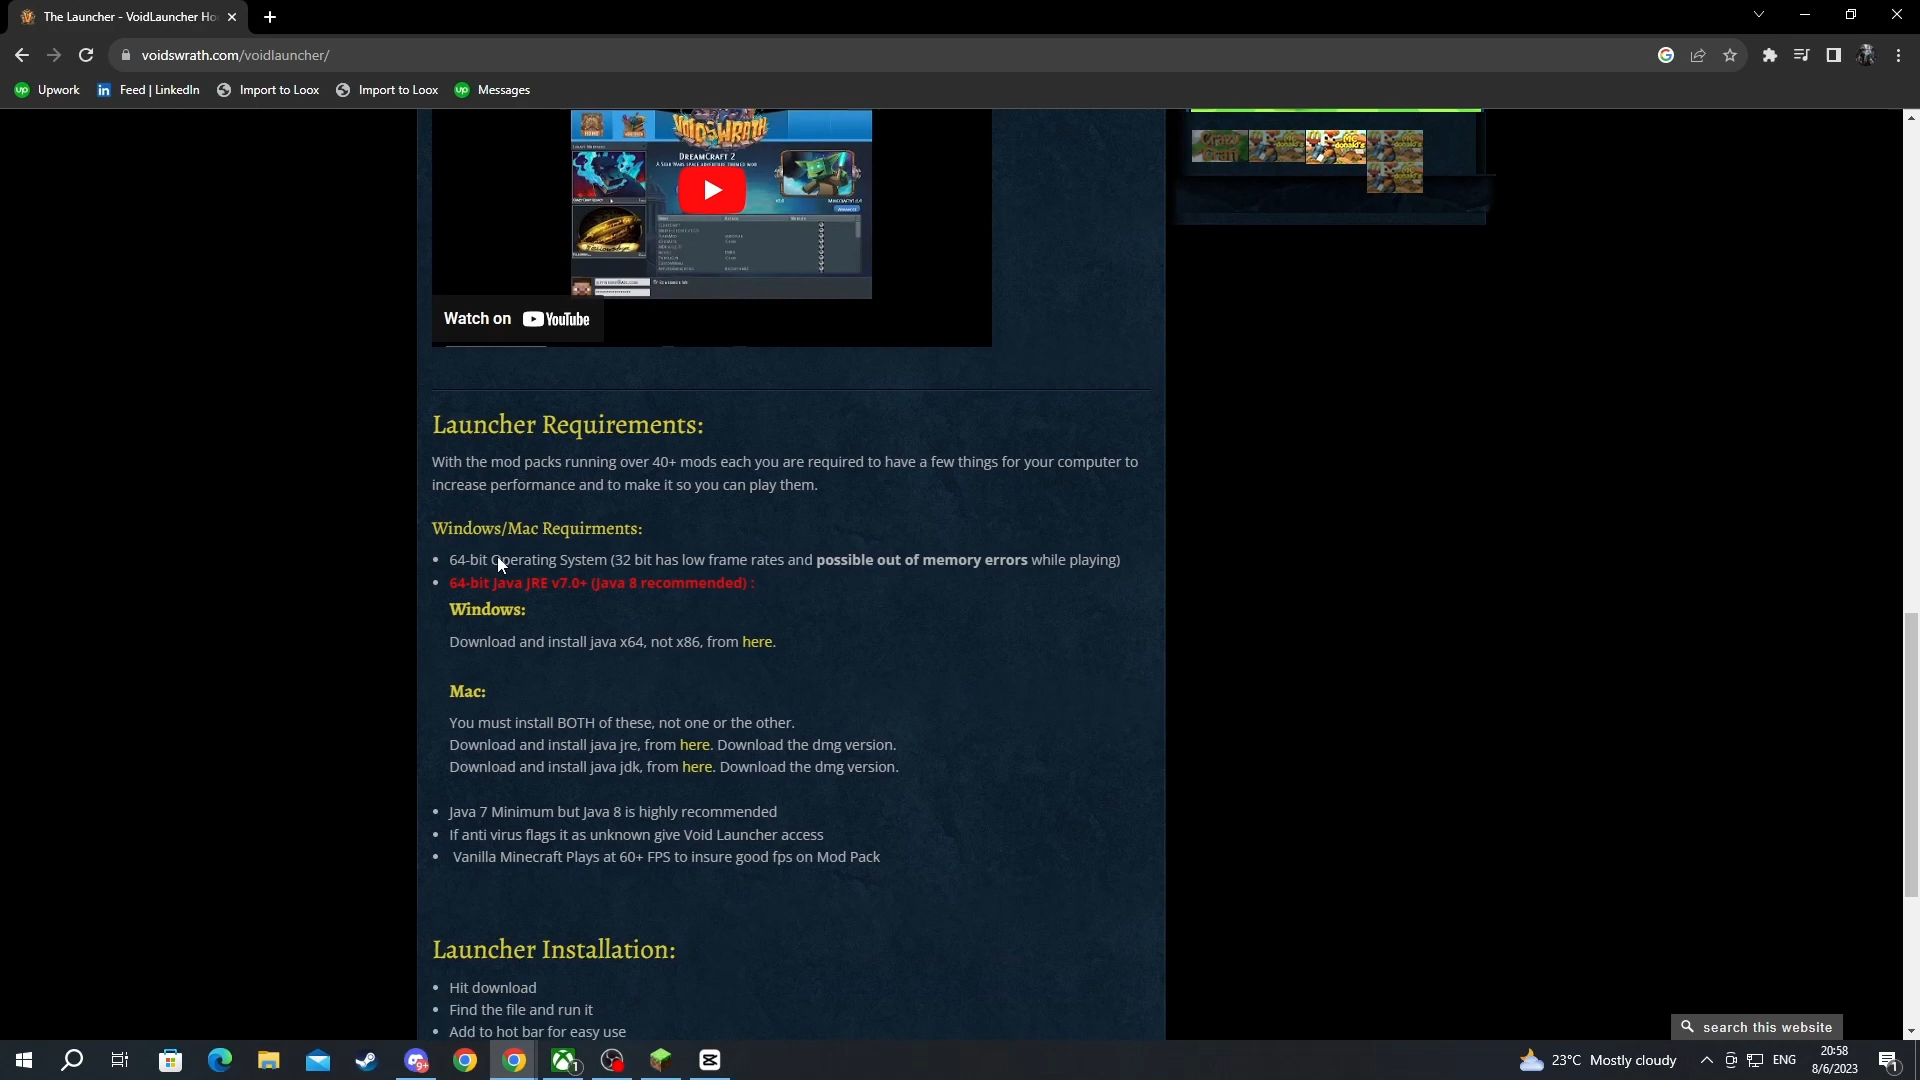 The Launcher - VoidLauncher Ho
voidswrath.com/voidlauncher/
Upwork
Feed | LinkedIn
Import to Loox
Import to Loox
Messages
VOIDSWRATH
DREAMCRAFT 2
A STAR WARS SPACE ADVENTURE THEMED MOD
Watch on YouTube
Launcher Requirements:
With the mod packs running over 40+ mods each you are required to have a few things for your computer to
increase performance and to make it so you can play them.
Windows/Mac Requirments:
64-bit Operating System (32 bit has low frame rates and possible out of memory errors while playing)
64-bit Java JRE v7.0+ (Java 8 recommended) :
Windows:
Download and install java x64, not x86, from here.
Mac:
You must install BOTH of these, not one or the other.
Download and install java jre, from here. Download the dmg version.
Download and install java jdk, from here. Download the dmg version.
Java 7 Minimum but Java 8 is highly recommended
If anti virus flags it as unknown give Void Launcher access
Vanilla Minecraft Plays at 60+ FPS to insure good fps on Mod Pack
Launcher Installation:
Hit download
Find the file and run it
Add to hot bar for easy use
search this website
23°C Mostly cloudy
ENG
20:58
8/6/2023